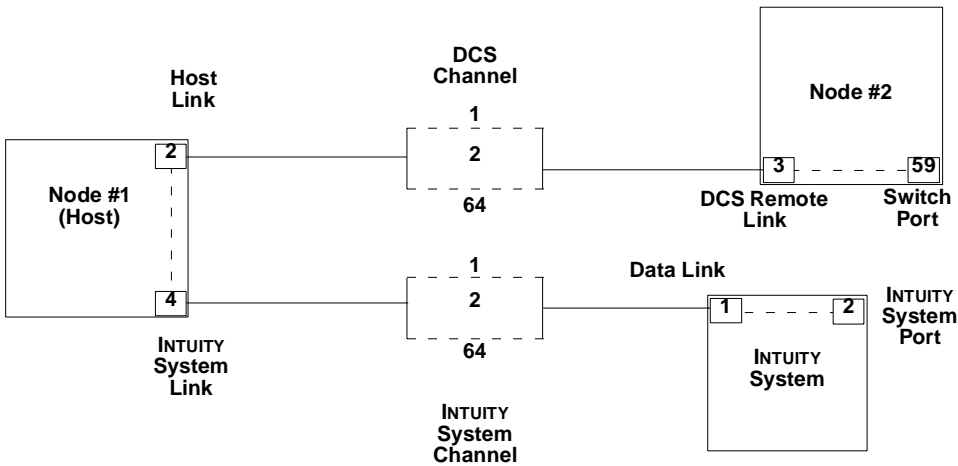 Host
Link
DCS
Channel
1
2
64
Node #2
3
59
DCS Remote
Link
Switch
Port
2
Node #1
(Host)
4
INTUITY
System
Link
1
2
64
INTUITY
System
Channel
Data Link
1
2
INTUITY
System
Port
INTUITY
System